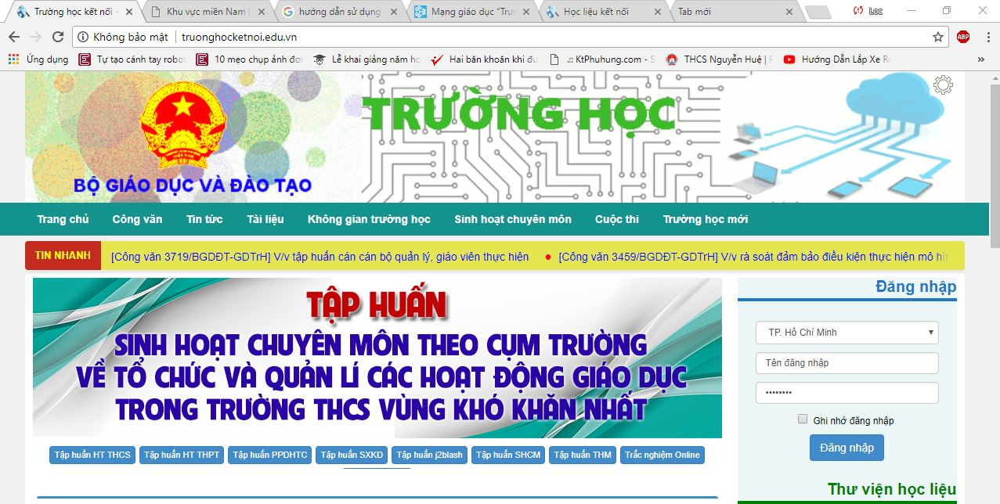 Trường học kết nối -
Khu vực miền Nam |
hướng dẫn sử dụng
Mạng giáo dục “Trư
Học liệu kết nối
Tab mới
Loc
Không bảo mật
truonghocketnoi.edu.vn
ABP
Ứng dụng
Tự tạo cánh tay robo
10 mẹo chụp ảnh đơn
Lễ khai giảng năm họ
Hai băn khoăn khi đư
.:: KtPhuhung.com - S
THCS Nguyễn Huệ | P
Hướng Dẫn Lắp Xe Ro
BỘ GIÁO DỤC VÀ ĐÀO TẠO
TRƯỜNG HỌC
Trang chủ
Công văn
Tin tức
Tài liệu
Không gian trường học
Sinh hoạt chuyên môn
Cuộc thi
Trường học mới
TIN NHANH
[Công văn 3719/BGDĐT-GDTrH] V/v tập huấn cán cán bộ quản lý, giáo viên thực hiện
[Công văn 3459/BGDĐT-GDTrH] V/v rà soát đảm bảo điều kiện thực hiện mô hìn
TẬP HUẤN
SINH HOẠT CHUYÊN MÔN THEO CỤM TRƯỜNG
VỀ TỔ CHỨC VÀ QUẢN LÍ CÁC HOẠT ĐỘNG GIÁO DỤC
TRONG TRƯỜNG THCS VÙNG KHÓ KHĂN NHẤT
Tập huấn HT THCS
Tập huấn HT THPT
Tập huấn PPDHTC
Tập huấn SXKD
Tập huấn j2blash
Tập huấn SHCM
Tập huấn THM
Trắc nghiệm Online
Đăng nhập
TP. Hồ Chí Minh
Tên đăng nhập
••••••••
Ghi nhớ đăng nhập
Đăng nhập
Thư viện học liệu